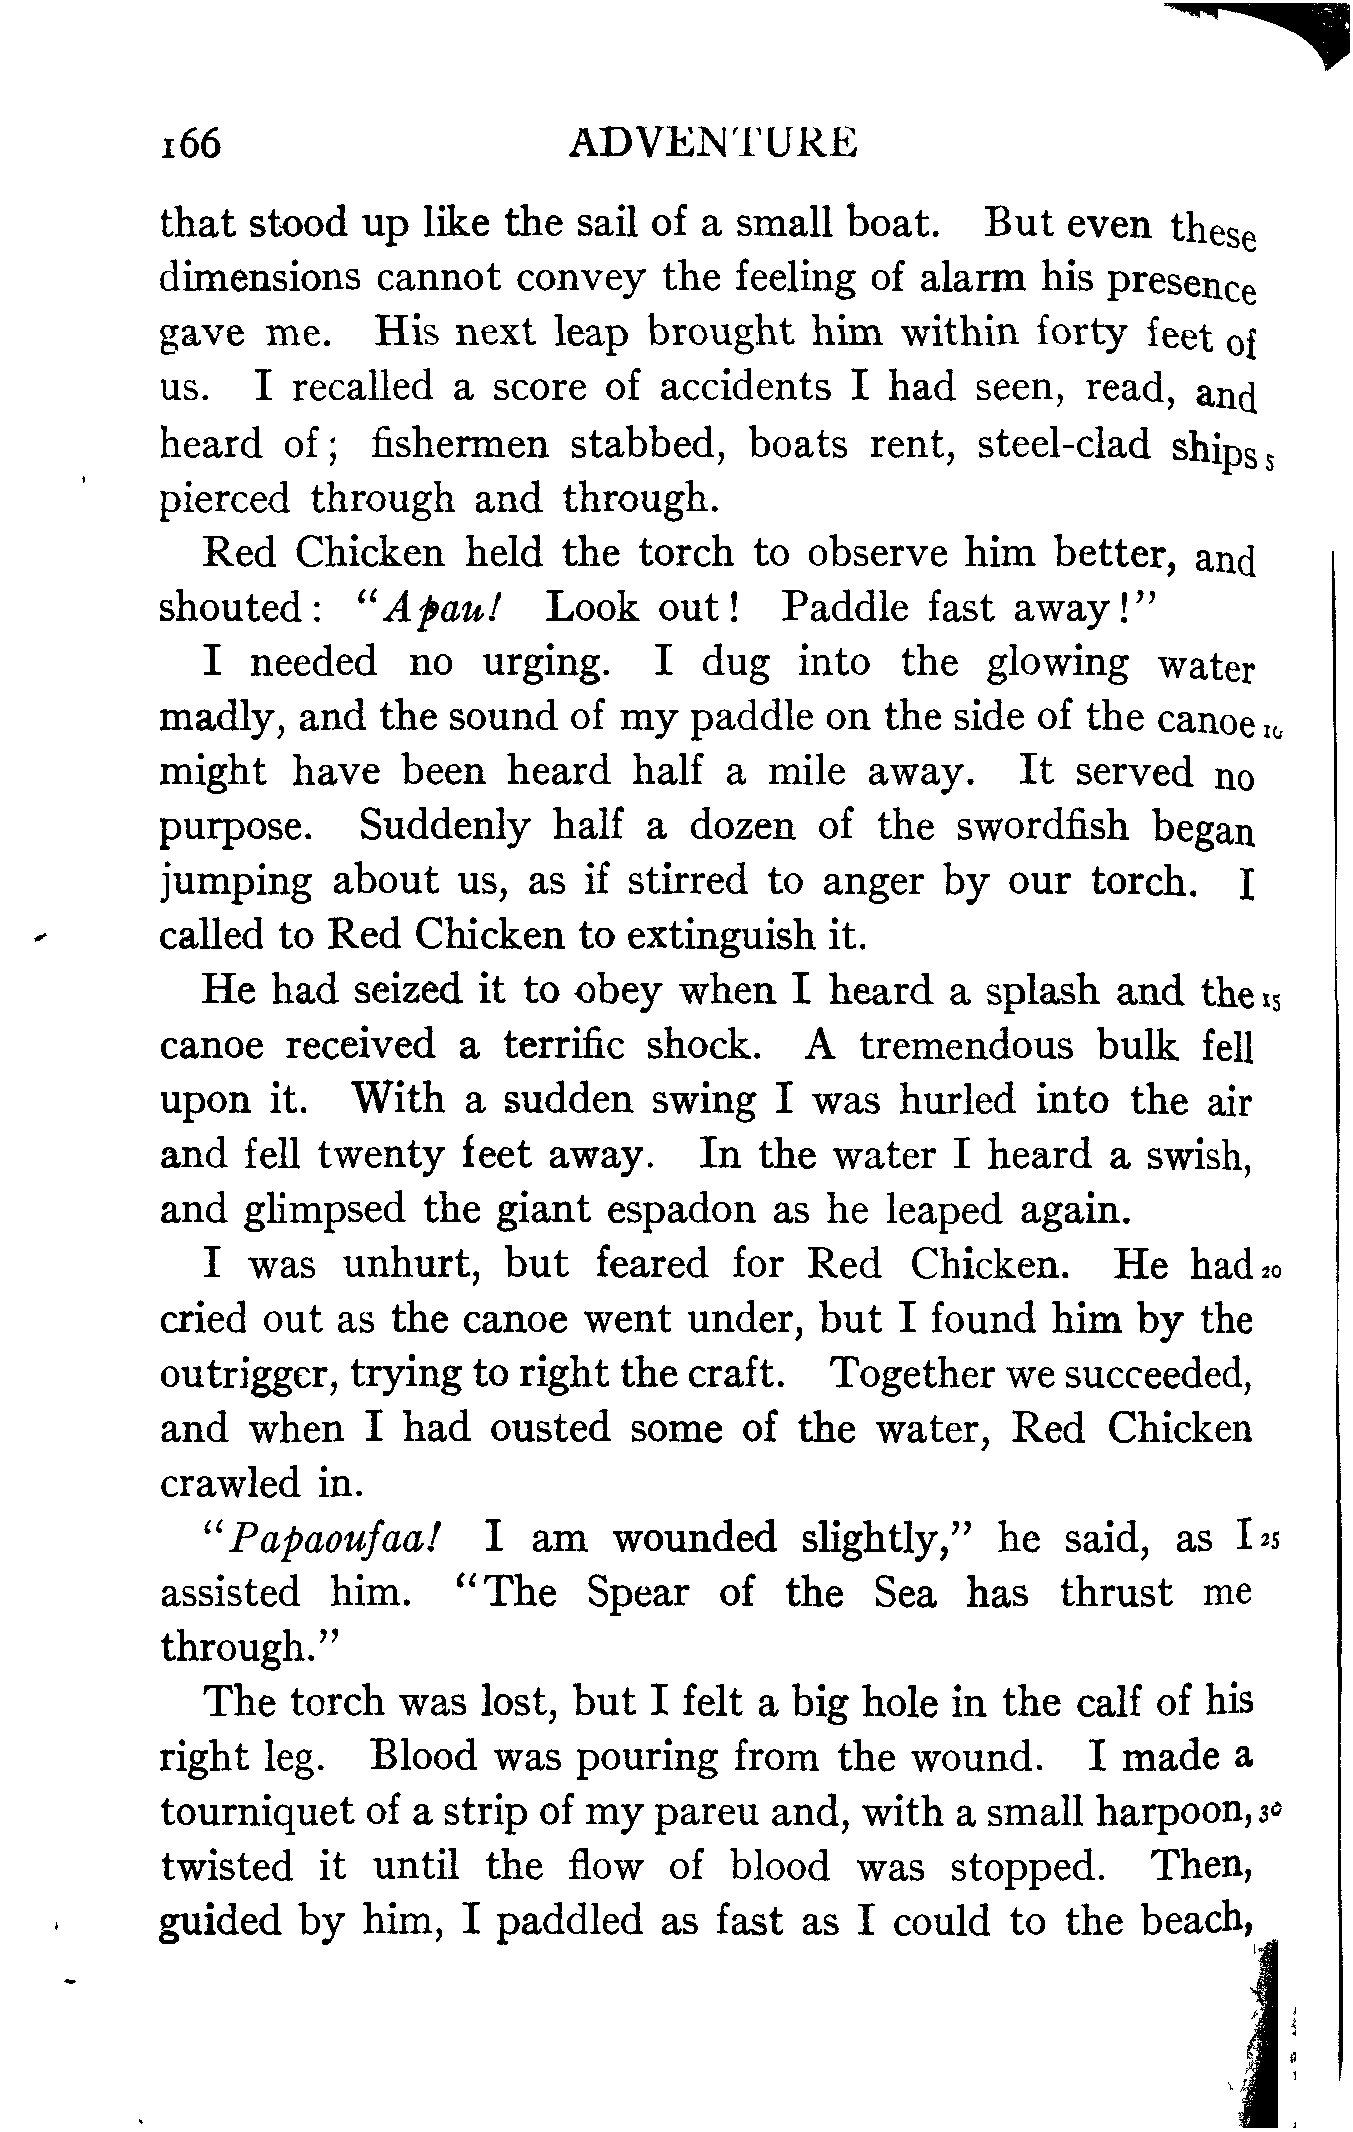 166 ADVENTURE
that stood up like the sail of a small boat. But even these
dimensions cannot convey the feeling of alarm his presence
gave me. His next leap brought him within forty feet of
us. I recalled a score of accidents I had seen, read, and
heard of; fishermen stabbed, boats rent, steel-clad ships 5
pierced through and through.
Red Chicken held the torch to observe him better, and
shouted: "Apau! Look out! Paddle fast away!"
I needed no urging. I dug into the glowing water
madly, and the sound of my paddle on the side of the canoe 10
might have been heard half a mile away. It served no
purpose. Suddenly half a dozen of the swordfish began
jumping about us, as if stirred to anger by our torch. I
called to Red Chicken to extinguish it.
He had seized it to obey when I heard a splash and the 15
canoe received a terrific shock. A tremendous bulk fell
upon it. With a sudden swing I was hurled into the air
and fell twenty feet away. In the water I heard a swish,
and glimpsed the giant espadon as he leaped again.
I was unhurt, but feared for Red Chicken. He had 20
cried out as the canoe went under, but I found him by the
outrigger, trying to right the craft. Together we succeeded,
and when I had ousted some of the water, Red Chicken
crawled in.
"Papaoufaa! I am wounded slightly," he said, as I 25
assisted him. "The Spear of the Sea has thrust me
through."
The torch was lost, but I felt a big hole in the calf of his
right leg. Blood was pouring from the wound. I made a
tourniquet of a strip of my pareu and, with a small harpoon, 30
twisted it until the flow of blood was stopped. Then,
guided by him, I paddled as fast as I could to the beach,